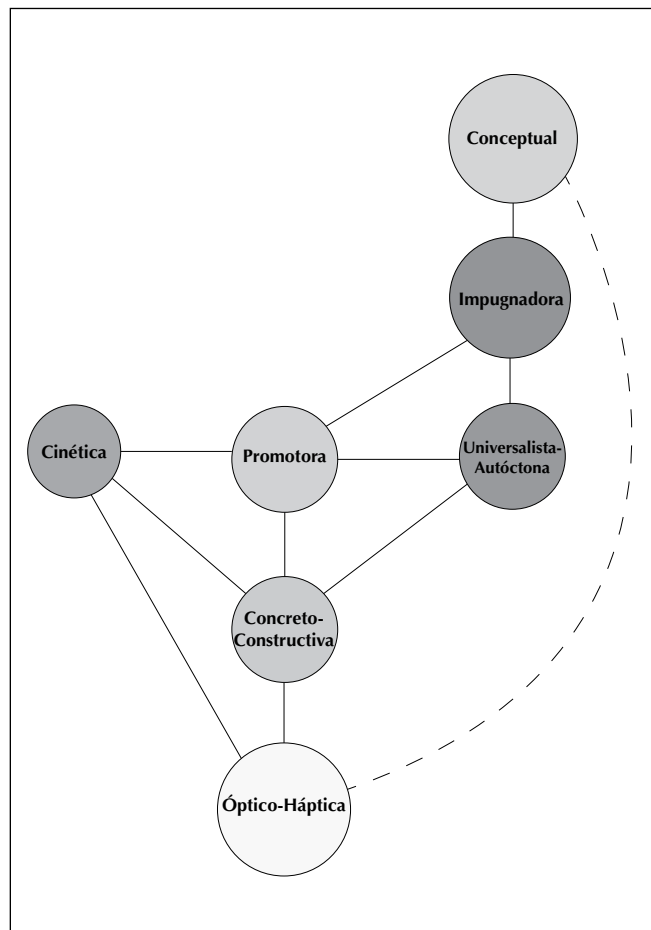 Conceptual
Impugnadora
Cinética
Promotora
Universalista-
Autóctona
Concreto-
Constructiva
Óptico-Háptica